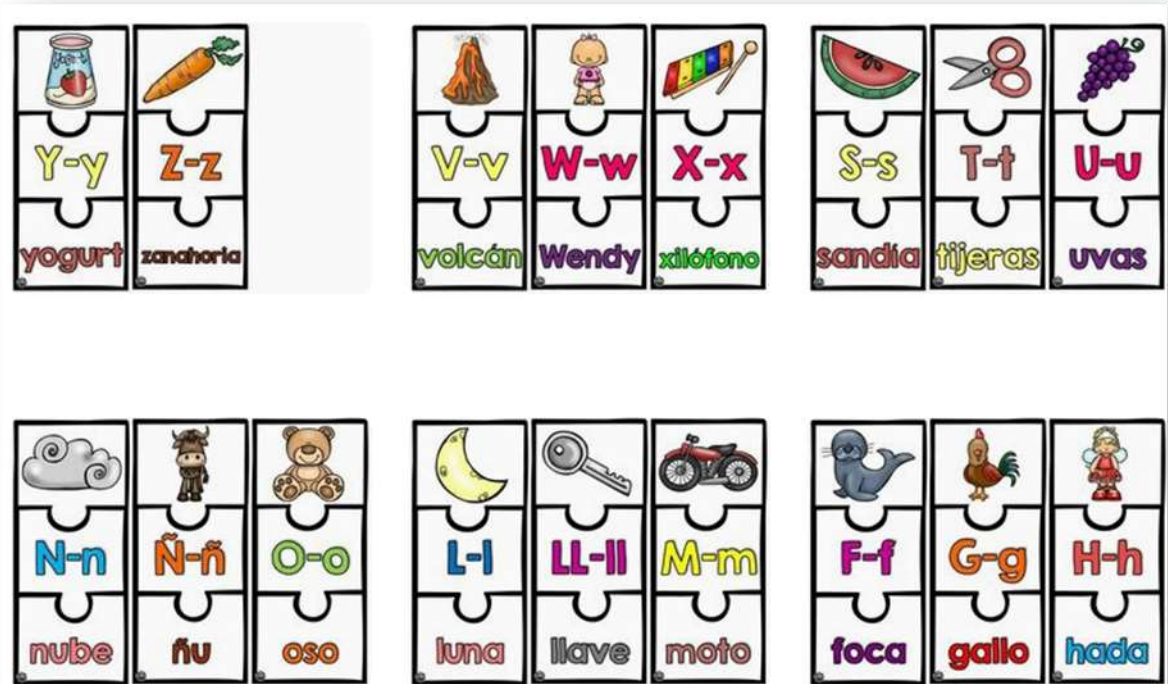 Y-y Z-z V-v W-w X-x S-s T-t U-u
yogurt zanahoria volcán Wendy xilófono sandía tijeras uvas
N-n Ñ-ñ O-o L-l LL-ll M-m F-f G-g H-h
nube ñu oso luna llave moto foca gallo hada